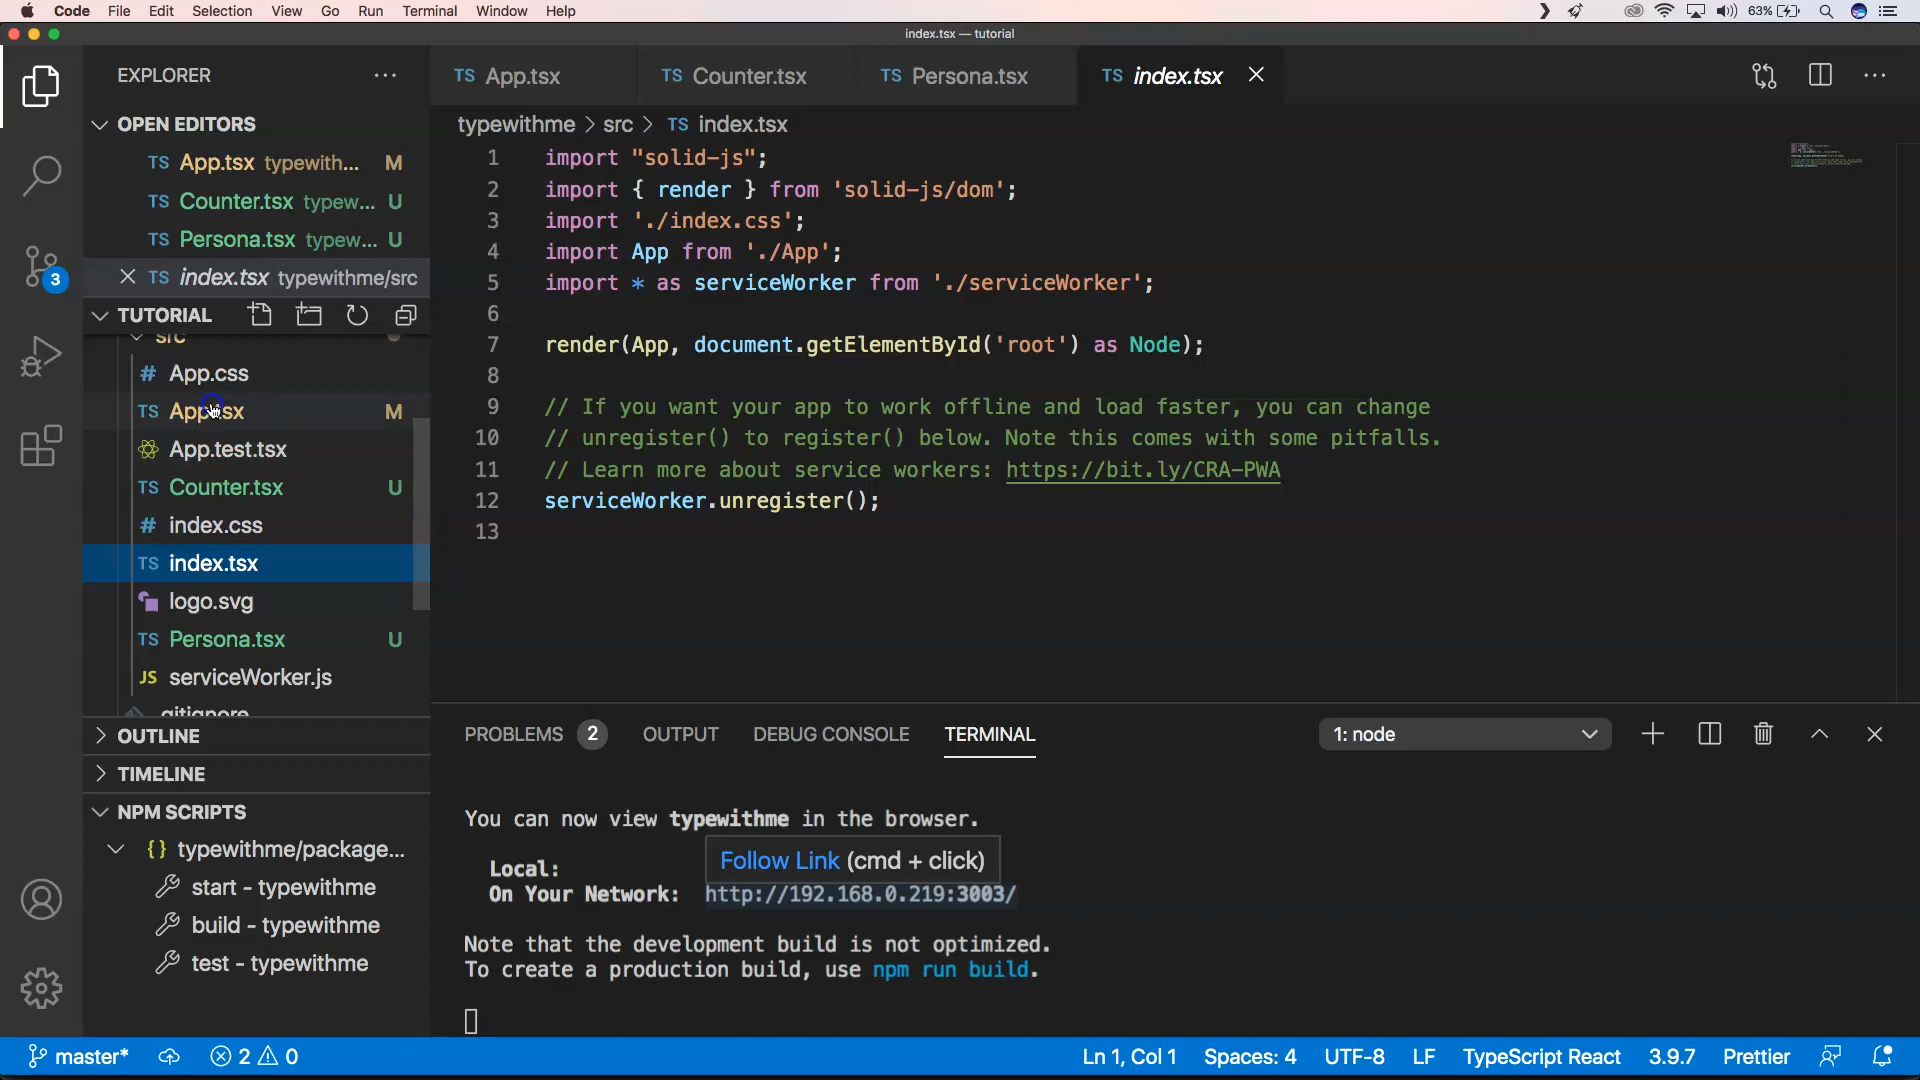 Code File Edit Selection View Go Run Terminal Window Help 63%
index.tsx — tutorial
EXPLORER
OPEN EDITORS
TS App.tsx typewith... M
TS Counter.tsx typew... U
TS Persona.tsx typew... U
TS index.tsx typewithme/src
TUTORIAL
src
# App.css
TS App.tsx M
App.test.tsx
TS Counter.tsx U
# index.css
TS index.tsx
logo.svg
TS Persona.tsx U
JS serviceWorker.js
.gitignore
OUTLINE
TIMELINE
NPM SCRIPTS
{} typewithme/package...
start - typewithme
build - typewithme
test - typewithme
3
TS App.tsx TS Counter.tsx TS Persona.tsx TS index.tsx
typewithme > src > TS index.tsx
1 import "solid-js";
2 import { render } from 'solid-js/dom';
3 import './index.css';
4 import App from './App';
5 import * as serviceWorker from './serviceWorker';
6
7 render(App, document.getElementById('root') as Node);
8
9 // If you want your app to work offline and load faster, you can change
10 // unregister() to register() below. Note this comes with some pitfalls.
11 // Learn more about service workers: https://bit.ly/CRA-PWA
12 serviceWorker.unregister();
13
PROBLEMS 2 OUTPUT DEBUG CONSOLE TERMINAL 1: node
You can now view typewithme in the browser.
Follow Link (cmd + click)
Local:
On Your Network: http://192.168.0.219:3003/
Note that the development build is not optimized.
To create a production build, use npm run build.
master* 2 0 Ln 1, Col 1 Spaces: 4 UTF-8 LF TypeScript React 3.9.7 Prettier